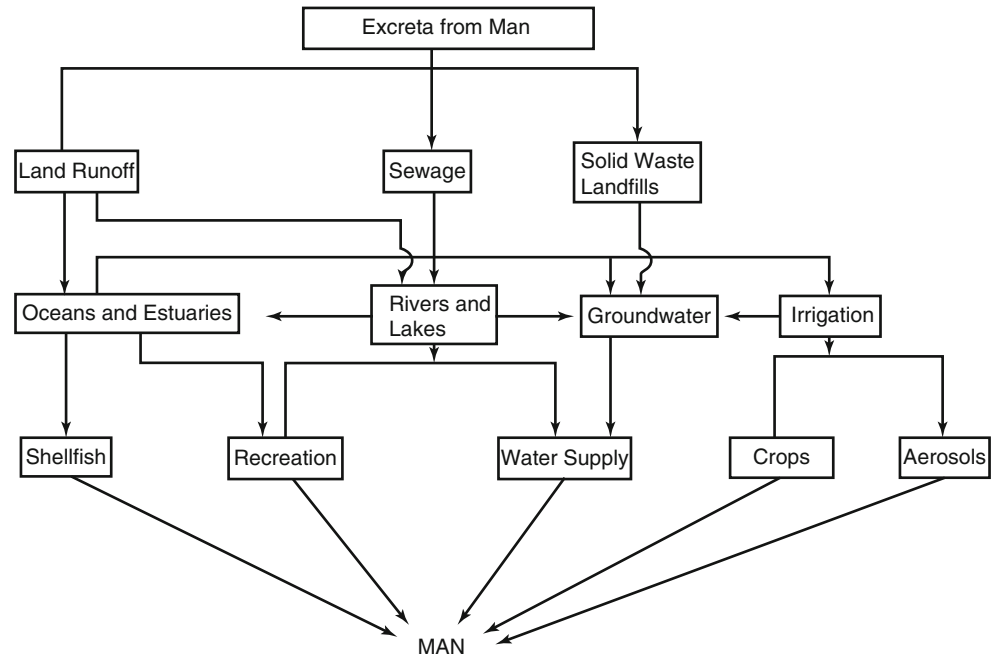 Excreta from Man
Land Runoff
Sewage
Solid Waste
Landfills
Oceans and Estuaries
Rivers and
Lakes
Groundwater
Irrigation
Shellfish
Recreation
Water Supply
Crops
Aerosols
MAN